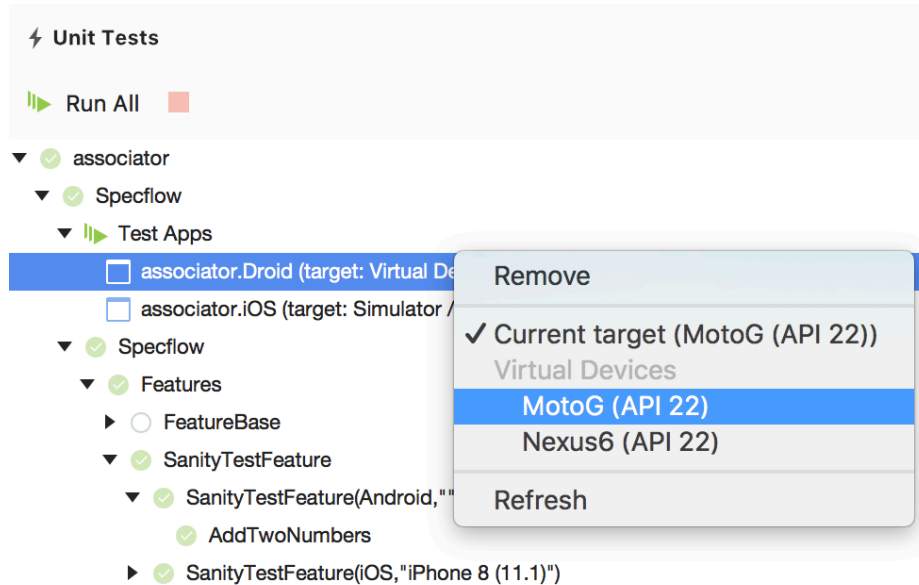 Unit Tests
Run All
associator
Specflow
Test Apps
associator.Droid (target: Virtual De
associator.iOS (target: Simulator /
Specflow
Features
FeatureBase
SanityTestFeature
SanityTestFeature(Android,""
AddTwoNumbers
SanityTestFeature(iOS,"iPhone 8 (11.1)")
Remove
Current target (MotoG (API 22))
Virtual Devices
MotoG (API 22)
Nexus6 (API 22)
Refresh